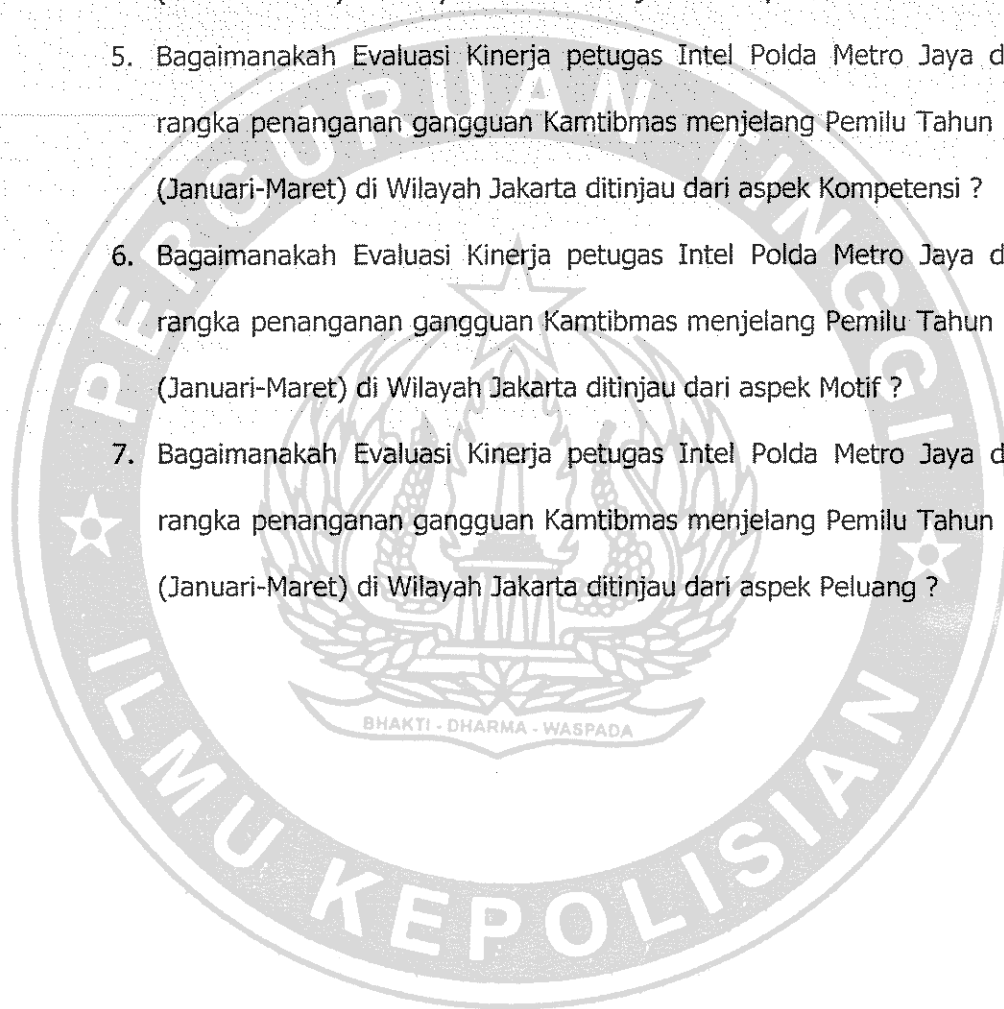 5. Bagaimanakah Evaluasi Kinerja petugas Intel Polda Metro Jaya d
rangka penanganan gangguan Kamtibmas menjelang Pemilu Tahun
(Januari-Maret) di Wilayah Jakarta ditinjau dari aspek Kompetensi ?
6. Bagaimanakah Evaluasi Kinerja petugas Intel Polda Metro Jaya d
rangka penanganan gangguan Kamtibmas menjelang Pemilu Tahun
(Januari-Maret) di Wilayah Jakarta ditinjau dari aspek Motif ?
7. Bagaimanakah Evaluasi Kinerja petugas Intel Polda Metro Jaya d
rangka penanganan gangguan Kamtibmas menjelang Pemilu Tahun
(Januari-Maret) di Wilayah Jakarta ditinjau dari aspek Peluang ?
PERGURUAN TINGGI
BHAKTI - DHARMA - WASPADA
ILMU KEPOLISIAN